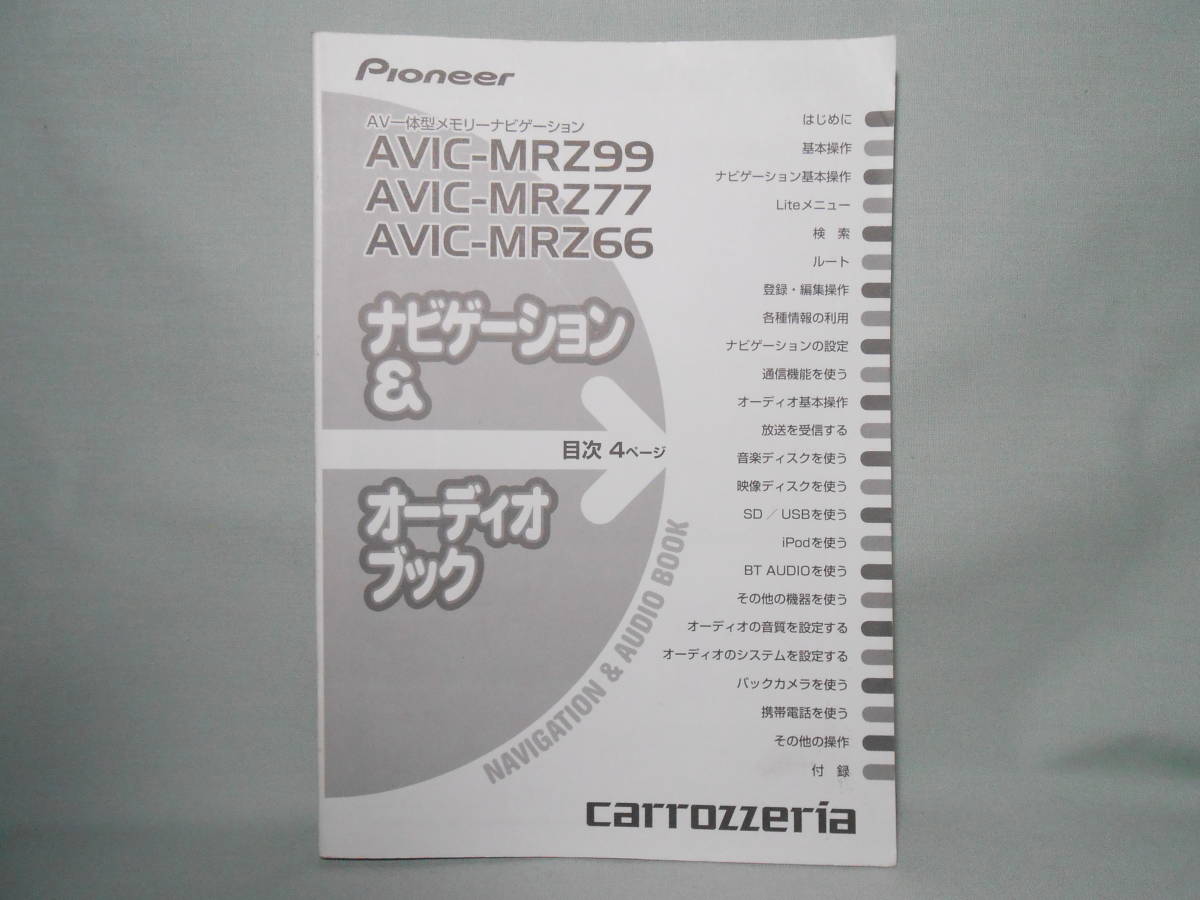 Pioneer
AV一体型メモリーナビゲーション
AVIC-MRZ99
AVIC-MRZ77
AVIC-MRZ66
ナビゲーション
&
目次 4ページ
オーディオ
ブック
NAVIGATION & AUDIO BOOK
はじめに
基本操作
ナビゲーション基本操作
Liteメニュー
検 索
ルート
登録・編集操作
各種情報の利用
ナビゲーションの設定
通信機能を使う
オーディオ基本操作
放送を受信する
音楽ディスクを使う
映像ディスクを使う
SD / USBを使う
iPodを使う
BT AUDIOを使う
その他の機器を使う
オーディオの音質を設定する
オーディオのシステムを設定する
バックカメラを使う
携帯電話を使う
その他の操作
付 録
carrozzeria